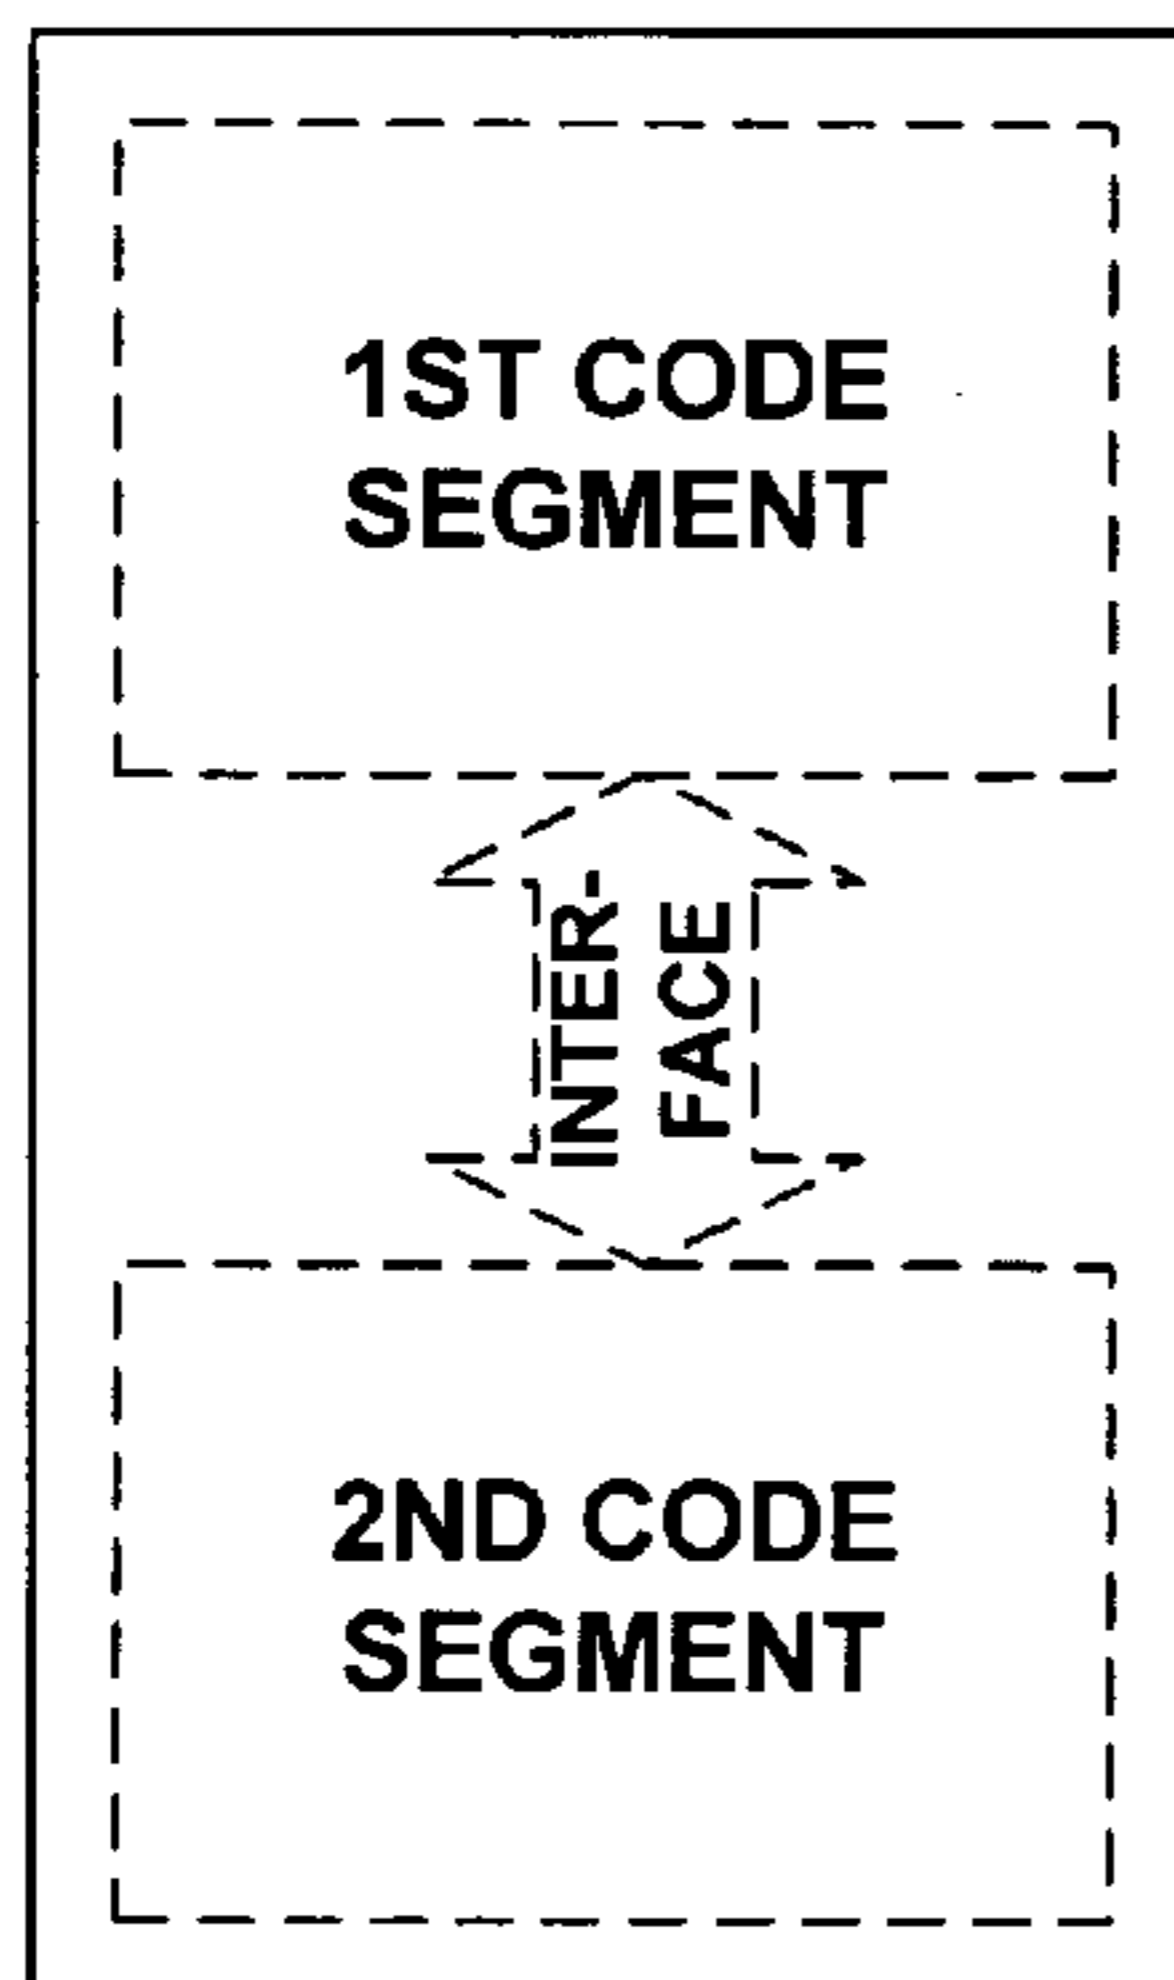 1ST CODE
SEGMENT
INTER-
FACE
2ND CODE
SEGMENT